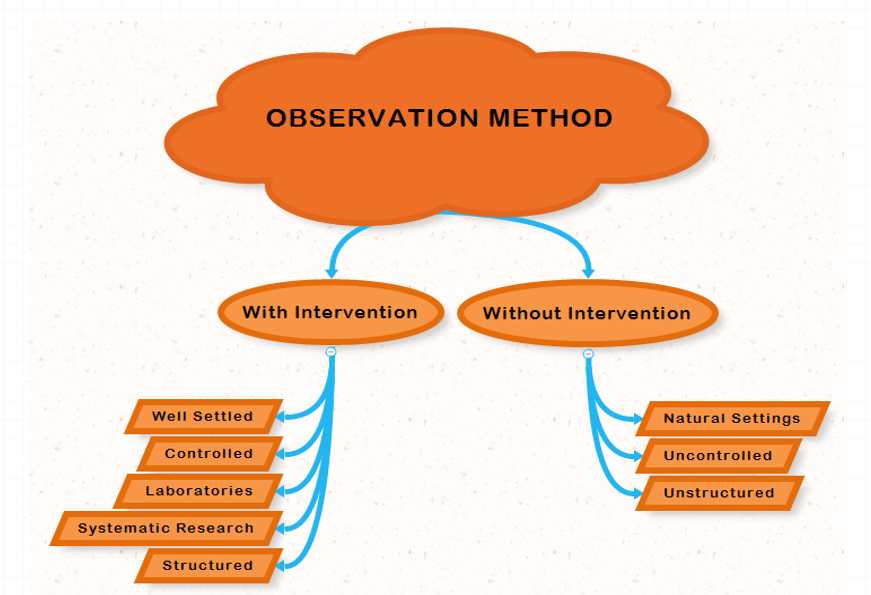 OBSERVATION METHOD
With Intervention
Without Intervention
Well Settled
Controlled
Laboratories
Systematic Research
Structured
Natural Settings
Uncontrolled
Unstructured